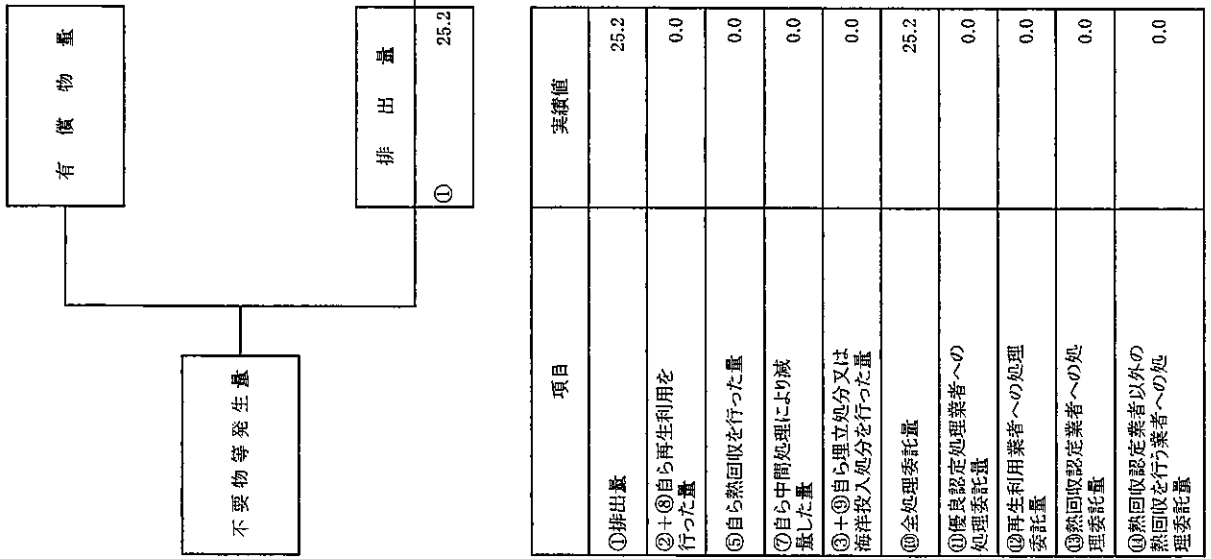 有償物量
不要物等発生量
排出量
① 25.2
項目 実績値
①排出量 25.2
②+⑧自ら再生利用を
行った量 0.0
⑤自ら熱回収を行った量 0.0
⑦自ら中間処理により減
量した量 0.0
③+⑨自ら埋立処分又は
海洋投入処分を行った量 0.0
⑩全処理委託量 25.2
⑪優良認定処理業者への
処理委託量 0.0
⑫再生利用業者への処理
委託量 0.0
⑬熱回収認定業者への処
理委託量 0.0
⑭熱回収認定業者以外の
熱回収を行う業者への処
理委託量 0.0